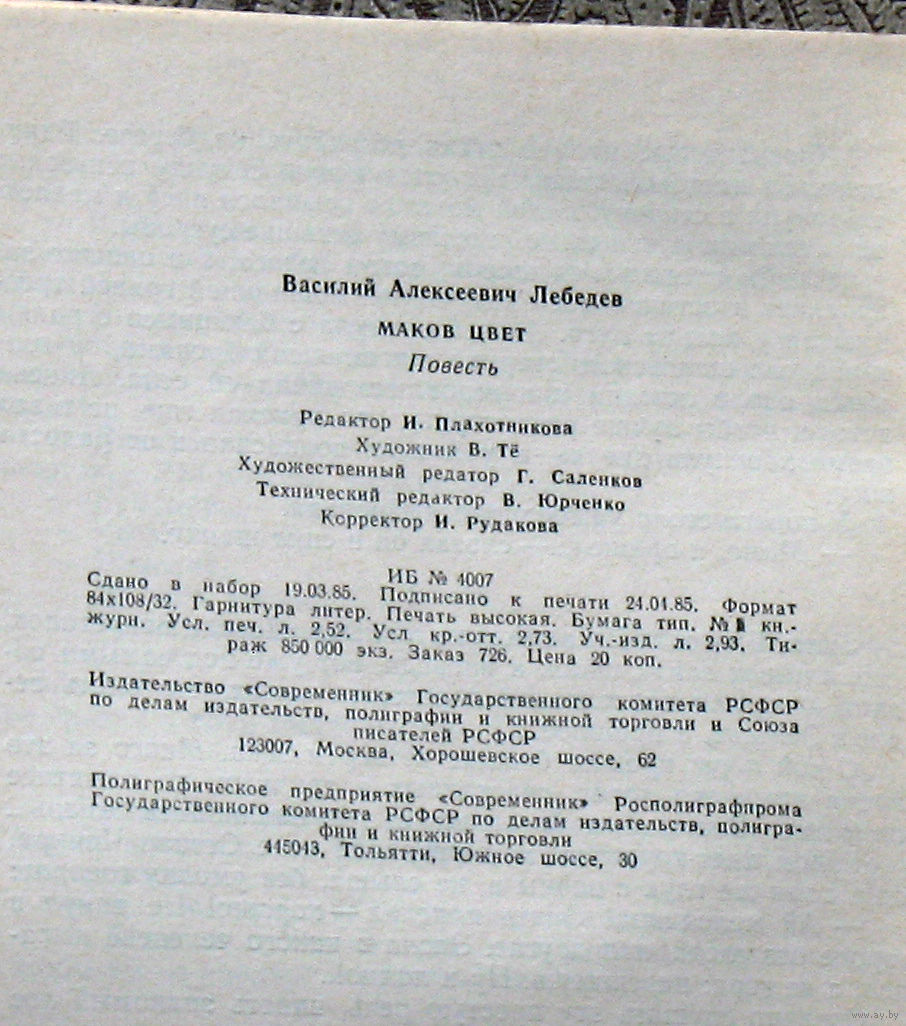 Василий Алексеевич Лебедев
МАКОВ ЦВЕТ
Повесть
Редактор И. Плахотникова
Художник В. Тё
Художественный редатор Г. Саленков
Технический редактор В. Юрченко
Корректор И. Рудакова
ИБ № 4007
Сдано в набор 19.03.85. Подписано к печати 24.01.85. Формат
84х108/32. Гарнитура литер. Печать высокая. Бумага тип. № кн.-
журн. Усл. печ. л. 2,52. Усл кр.-отт. 2,73. Уч.-изд. л. 2,93. Ти-
раж 850 000 экз. Заказ 726. Цена 20 коп.
Издательство «Современник» Государственного комитета РСФСР
по делам издательств, полиграфии и книжной торговли и Союза
писателей РСФСР
123007, Москва, Хорошевское шоссе, 62
Полиграфическое предприятие «Современник» Росполиграфпрома
Государственного комитета РСФСР по делам издательств, полигра-
фии и книжной торговли
445043, Тольятти, Южное шоссе, 30
www.ay.by